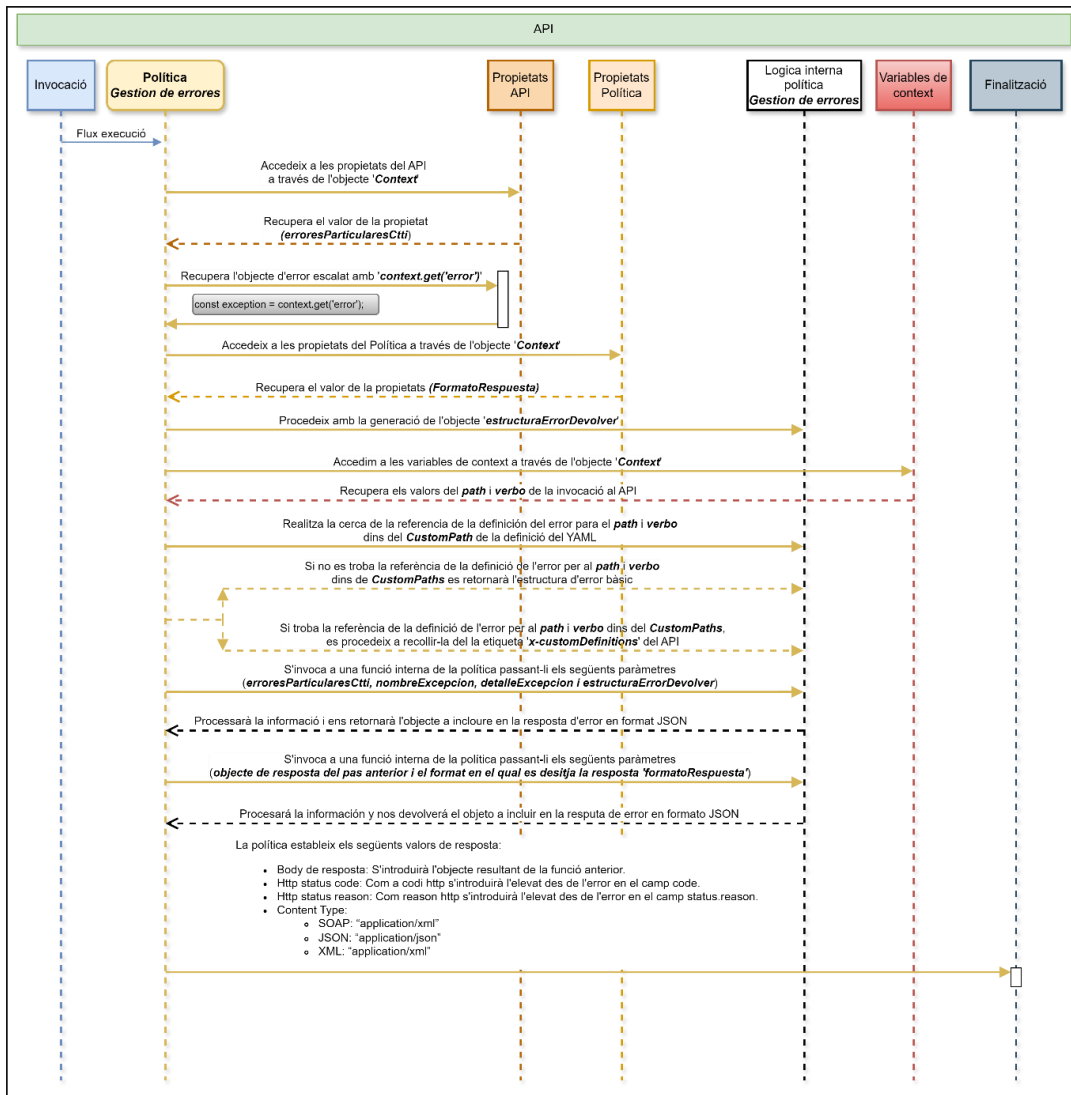 API
Invocació
Política
Gestion de errores
Propietats
API
Propietats
Política
Logica interna
política
Gestion de errores
Variables de
context
Finalització
Flux execució
Accedeix a les propietats del API
a través de l'objecte 'Context'
Recupera el valor de la propietat
(erroresParticularesCtti)
Recupera l'objecte d'error escalat amb 'context.get('error')'
const exception = context.get('error');
Accedeix a les propietats del Política a través de l'objecte 'Context'
Recupera el valor de la propietats (FormatoRespuesta)
Procedeix amb la generació de l'objecte 'estructuraErrorDevolver'
Accedim a les variables de context a través de l'objecte 'Context'
Recupera els valors del path i verbo de la invocació al API
Realitza la cerca de la referencia de la definición del error para el path i verbo
dins del CustomPath de la definició del YAML
Si no es troba la referència de la definició de l'error per al path i verbo
dins de CustomPaths es retornarà l'estructura d'error bàsic
Si troba la referència de la definició de l'error per al path i verbo dins del CustomPaths,
es procedeix a recollir-la del la etiqueta 'x-customDefinitions' del API
S'invoca a una funció interna de la política passant-li els següents paràmetres
(erroresParticularesCtti, nombreExcepcion, detalleExcepcion i estructuraErrorDevolver)
Processarà la informació i ens retornarà l'objecte a incloure en la resposta d'error en format JSON
S'invoca a una funció interna de la política passant-li els següents paràmetres
(objecte de resposta del pas anterior i el format en el qual es desitja la resposta 'formatoRespuesta')
Procesará la información y nos devolverá el objeto a incluir en la resputa de error en formato JSON
La política estableix els següents valors de resposta:
• Body de resposta: S'introduirà l'objecte resultant de la funció anterior.
• Http status code: Com a codi http s'introduirà l'elevat des de l'error en el camp code.
• Http status reason: Com reason http s'introduirà l'elevat des de l'error en el camp status.reason.
• Content Type:
◦ SOAP: “application/xml”
◦ JSON: “application/json”
◦ XML: “application/xml”